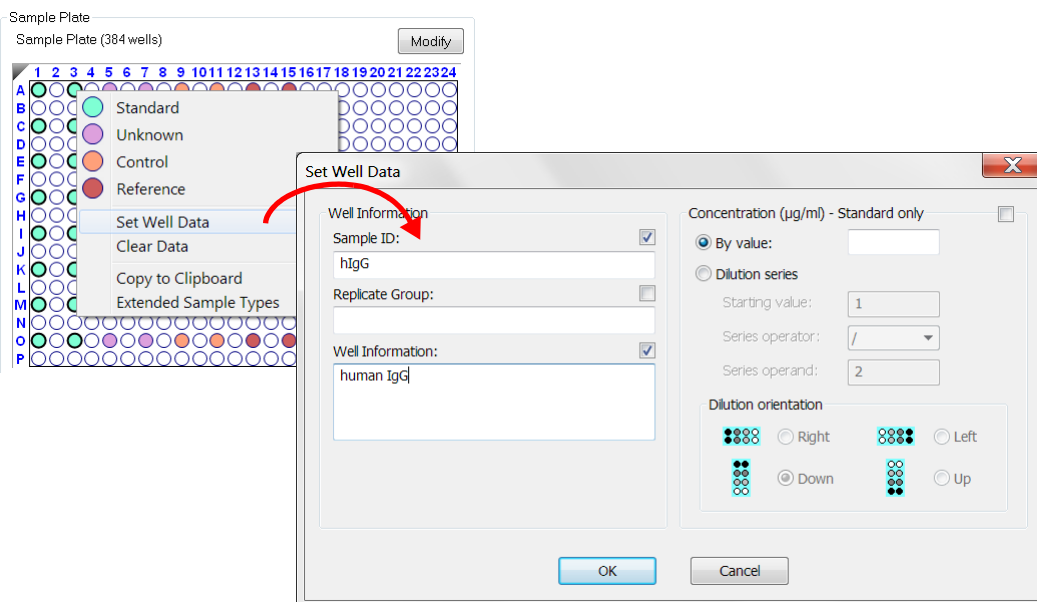 Sample Plate
Sample Plate (384 wells)
Modify
1 2 3 4 5 6 7 8 9 10 11 12 13 14 15 16 17 18 19 20 21 22 23 24
A
B
C
D
E
F
G
H
I
J
K
L
M
N
O
P
Standard
Unknown
Control
Reference
Set Well Data
Clear Data
Copy to Clipboard
Extended Sample Types
Set Well Data
Well Information
Sample ID:
hIgG
Replicate Group:
Well Information:
human IgG
Concentration (µg/ml) - Standard only
By value:
Dilution series
Starting value: 1
Series operator: /
Series operand: 2
Dilution orientation
Right Left
Down Up
OK Cancel